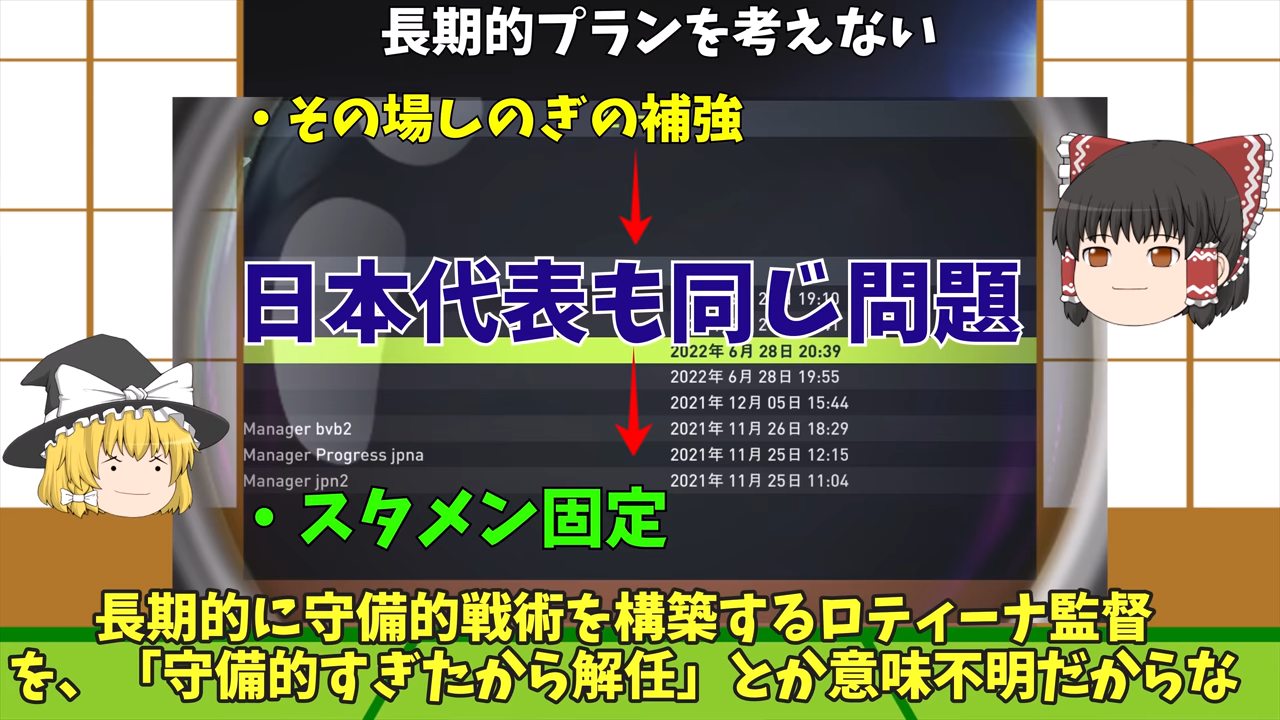 長期的プランを考えない
・その場しのぎの補強
日本代表も同じ問題
2022年 6月 28日 20:39
2022年 6月 28日 19:55
2021年 12月 05日 15:44
Manager bvb2 2021年 11月 26日 18:29
Manager Progress jpna 2021年 11月 25日 12:15
Manager jpn2 2021年 11月 25日 11:04
・スタメン固定
長期的に守備的戦術を構築するロティーナ監督
を、「守備的すぎたから解任」とか意味不明だからな